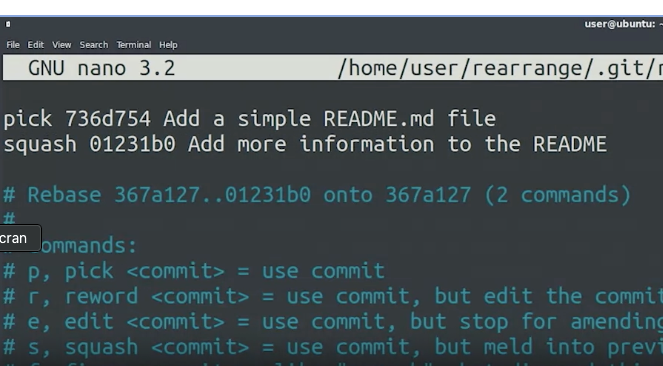 user@ubuntu: ~
File Edit View Search Terminal Help
GNU nano 3.2 /home/user/rearrange/.git/
pick 736d754 Add a simple README.md file
squash 01231b0 Add more information to the README
# Rebase 367a127..01231b0 onto 367a127 (2 commands)
#
cran
ommands:
# p, pick <commit> = use commit
# r, reword <commit> = use commit, but edit the commit
# e, edit <commit> = use commit, but stop for amending
# s, squash <commit> = use commit, but meld into previ